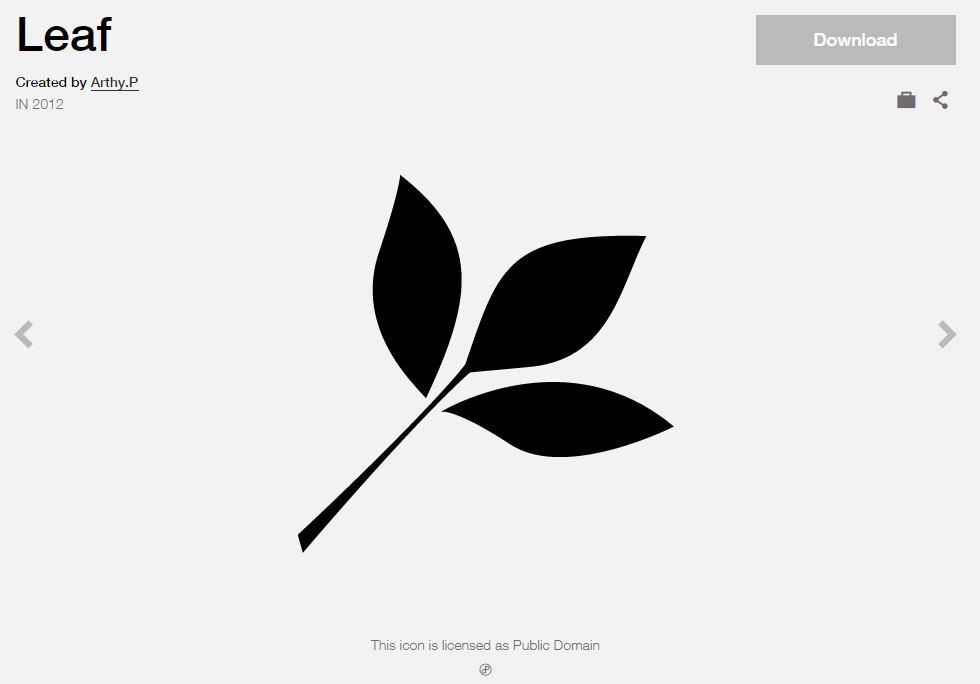 Leaf
Download
Created by Arthy.P
IN 2012
This icon is licensed as Public Domain